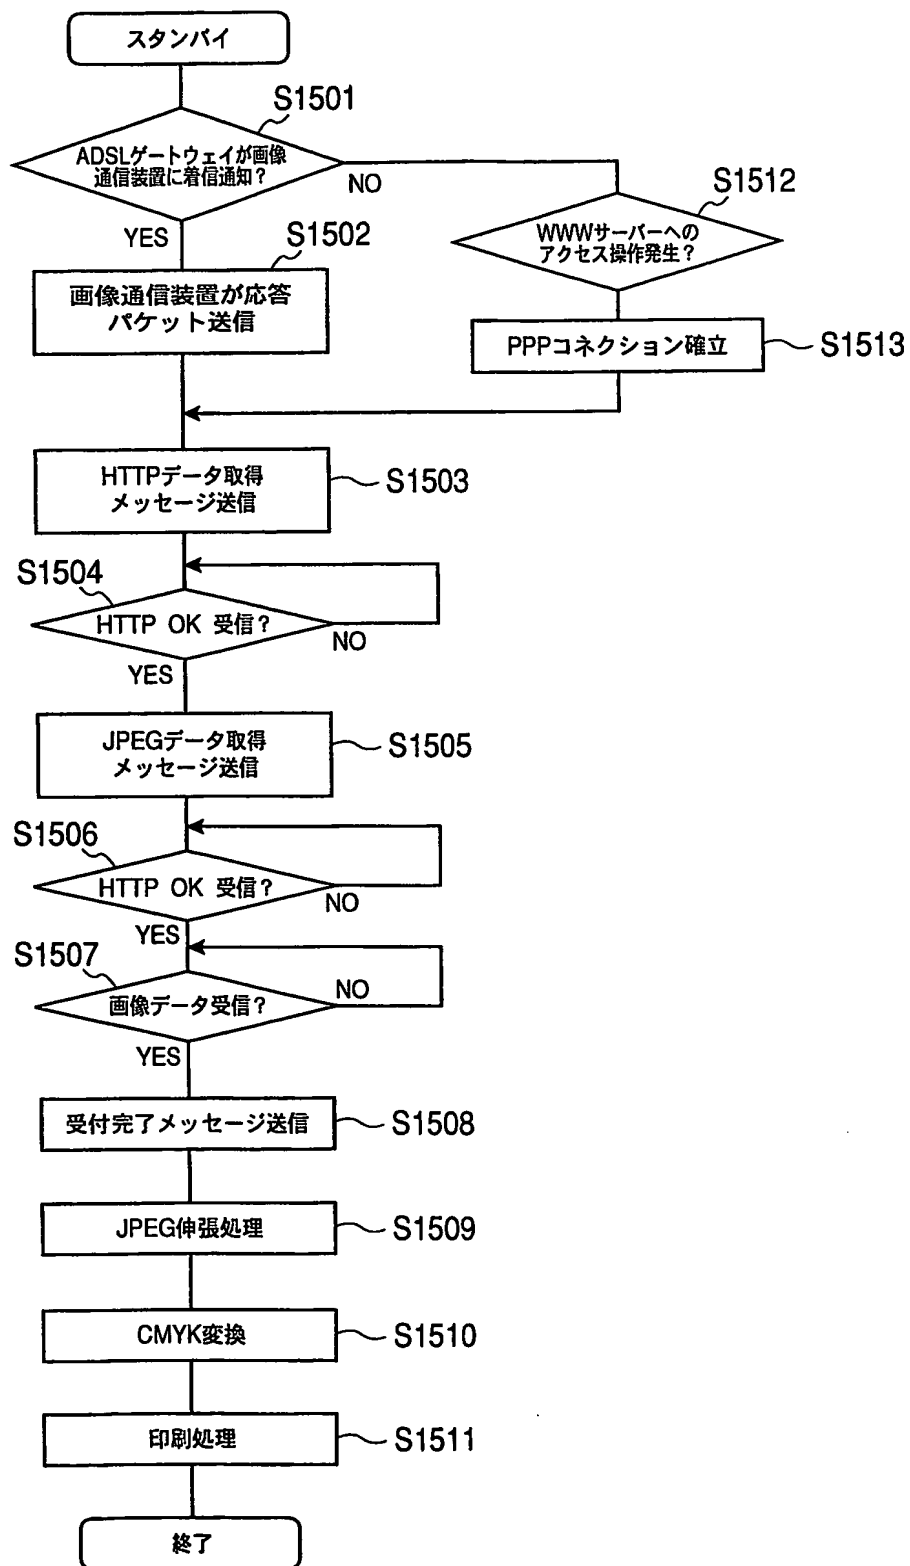 スタンバイ
S1501
ADSLゲートウェイが画像
通信装置に着信通知?
NO
YES
S1512
WWWサーバーへの
アクセス操作発生?
S1502
画像通信装置が応答
パケット送信
PPPコネクション確立
S1513
HTTPデータ取得
メッセージ送信
S1503
S1504
HTTP OK 受信?
NO
YES
JPEGデータ取得
メッセージ送信
S1505
S1506
HTTP OK 受信?
NO
YES
S1507
画像データ受信?
NO
YES
受付完了メッセージ送信
S1508
JPEG伸張処理
S1509
CMYK変換
S1510
印刷処理
S1511
終了